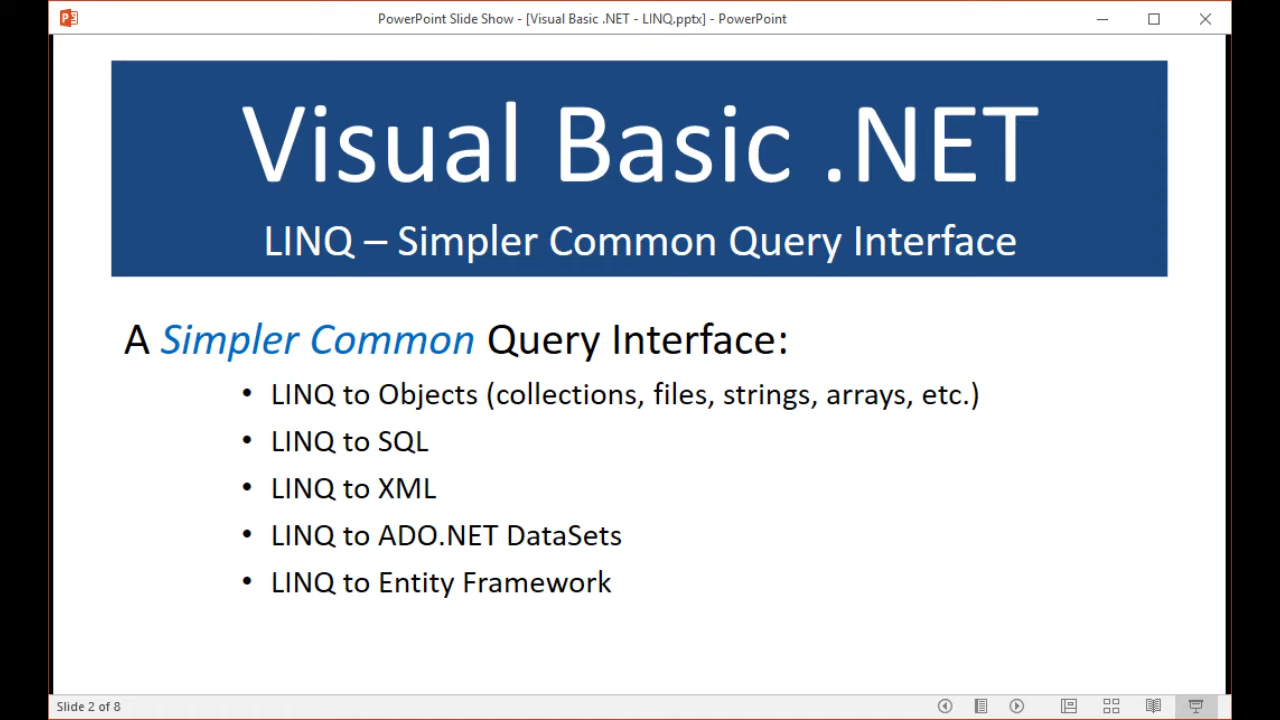 PowerPoint Slide Show - [Visual Basic .NET - LINQ.pptx] - PowerPoint
Visual Basic .NET
LINQ – Simpler Common Query Interface
A Simpler Common Query Interface:
• LINQ to Objects (collections, files, strings, arrays, etc.)
• LINQ to SQL
• LINQ to XML
• LINQ to ADO.NET DataSets
• LINQ to Entity Framework
Slide 2 of 8